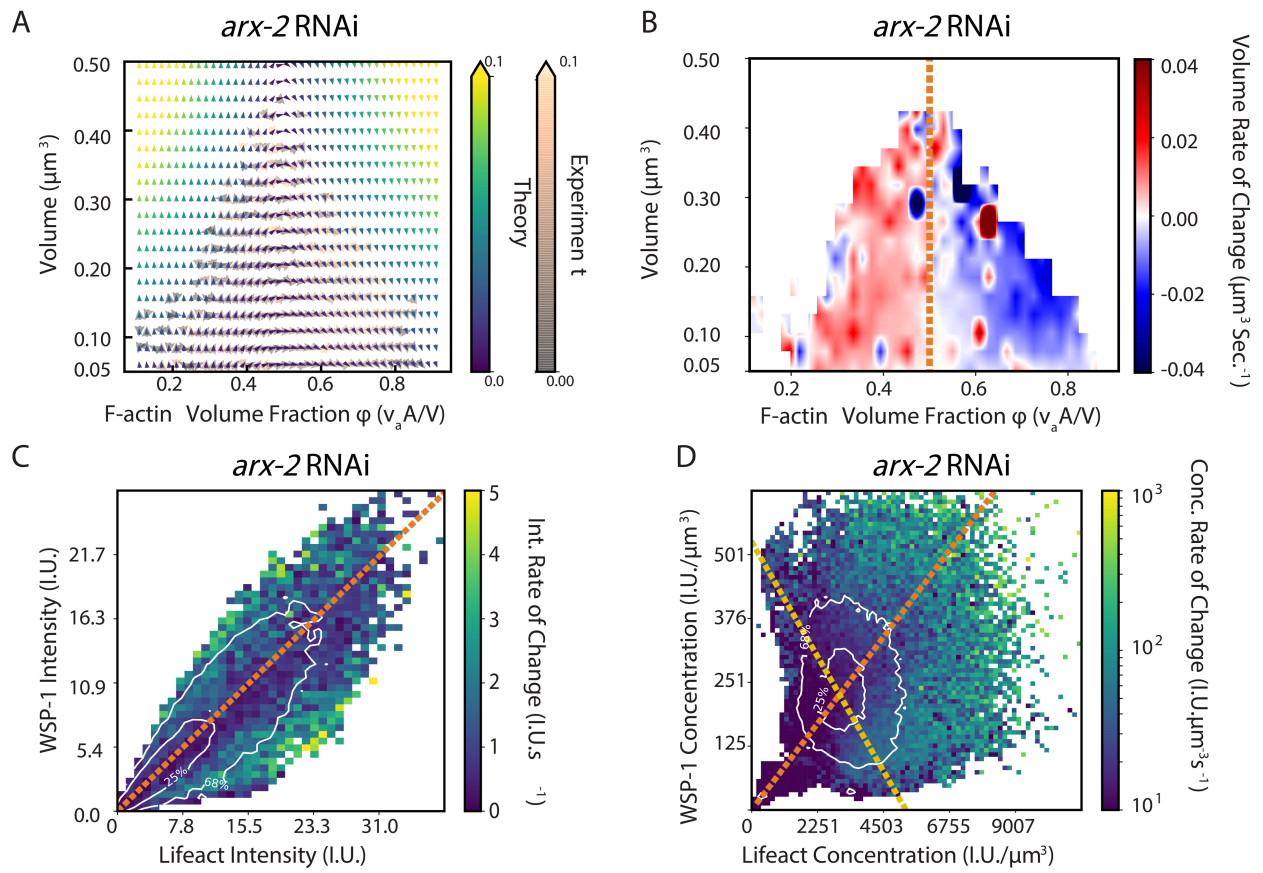 A
arx-2 RNAi
0.50
0.40
0.30
0.20
0.10
0.05
Volume (μm³)
0.2
0.4
0.6
0.8
F-actin Volume Fraction φ (vₐA/V)
0.1
0.0
Theory
0.1
0.00
Experiment t
B
arx-2 RNAi
0.50
0.40
0.30
0.20
0.10
0.05
Volume (μm³)
0.2
0.4
0.6
0.8
F-actin Volume Fraction φ (vₐA/V)
0.04
0.02
0.00
-0.02
-0.04
Volume Rate of Change (μm³ Sec.⁻¹)
C
arx-2 RNAi
21.7
16.3
10.9
5.4
0.0
WSP-1 Intensity (I.U.)
25%
68%
0
7.8
15.5
23.3
31.0
Lifeact Intensity (I.U.)
5
4
3
2
1
0
Int. Rate of Change (I.U.s⁻¹)
D
arx-2 RNAi
501
376
251
125
WSP-1 Concentration (I.U./μm³)
68%
25%
0
2251
4503
6755
9007
Lifeact Concentration (I.U./μm³)
10³
10²
10¹
Conc. Rate of Change (I.U.μm⁻³s⁻¹)